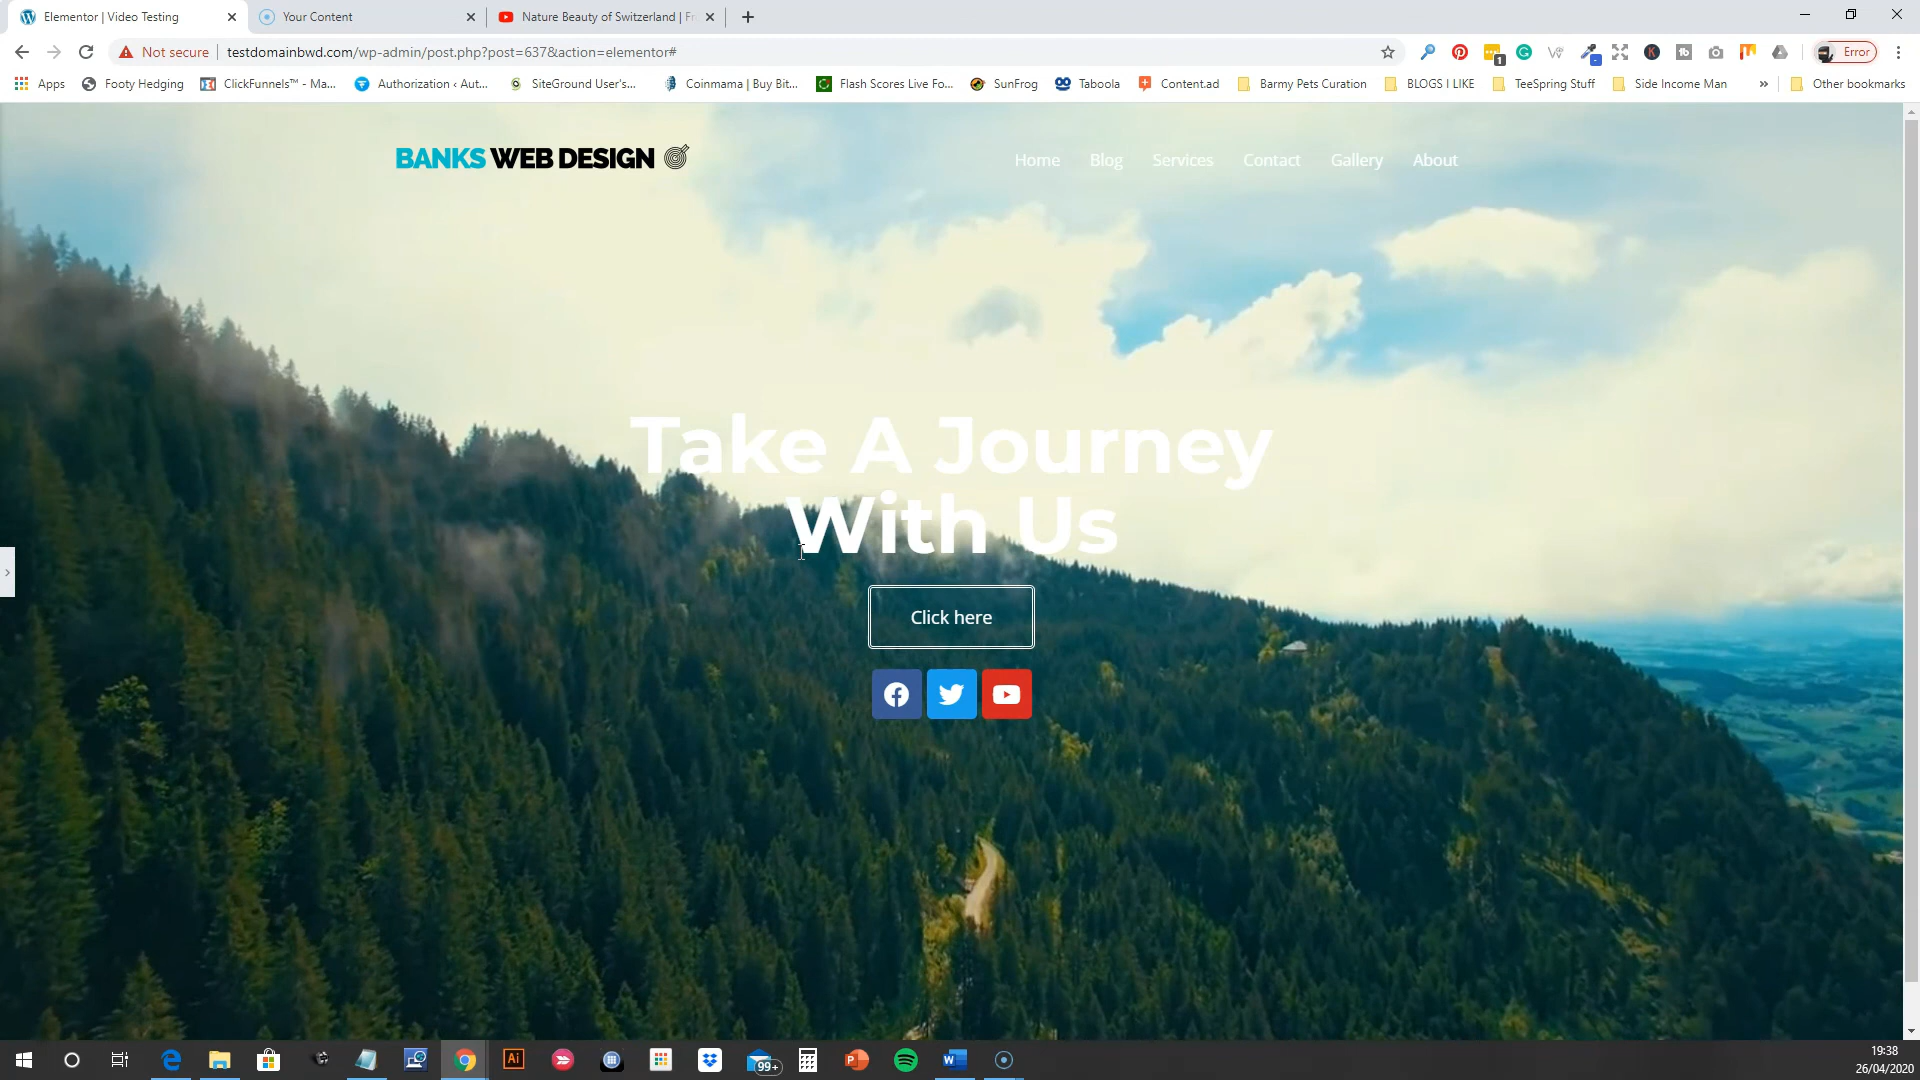 Elementor | Video Testing
Your Content
Nature Beauty of Switzerland | Fr
Not secure
testdomainbwd.com/wp-admin/post.php?post=637&action=elementor#
1
Error
Apps
Footy Hedging
ClickFunnels™ - Ma...
Authorization ‹ Aut...
SiteGround User's...
Coinmama | Buy Bit...
Flash Scores Live Fo...
SunFrog
Taboola
Content.ad
Barmy Pets Curation
BLOGS I LIKE
TeeSpring Stuff
Side Income Man
»
Other bookmarks
BANKS WEB DESIGN
Home
Blog
Services
Contact
Gallery
About
Take A Journey
With Us
Click here
Ai
99+
19:38
26/04/2020